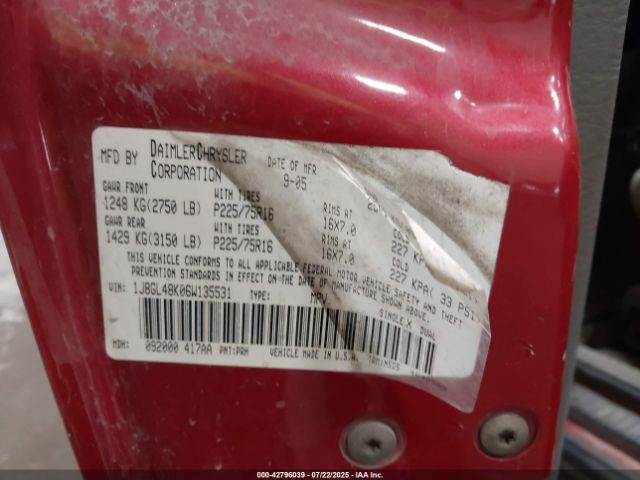 MFD BY DAIMLERCHRYSLER CORPORATION
DATE OF MFR 9-05
GAWR FRONT WITH TIRES RIMS AT COLD
1248 KG(2750 LB) P225/75R16 16X7.0 227 KPA
GAWR REAR WITH TIRES RIMS AT COLD
1429 KG(3150 LB) P225/75R16 16X7.0 227 KPA( 33 PSI
THIS VEHICLE CONFORMS TO ALL APPLICABLE FEDERAL MOTOR VEHICLE SAFETY AND THEFT
PREVENTION STANDARDS IN EFFECT ON THE DATE OF MANUFACTURE SHOWN ABOVE.
VIN: 1J8GL48K06W135531 TYPE: MPV SINGLE X DUAL
MDH: 092000 417AA PNT:PRH VEHICLE MADE IN U.S.A.
000-42796039 - 07/22/2025 - IAAI.com